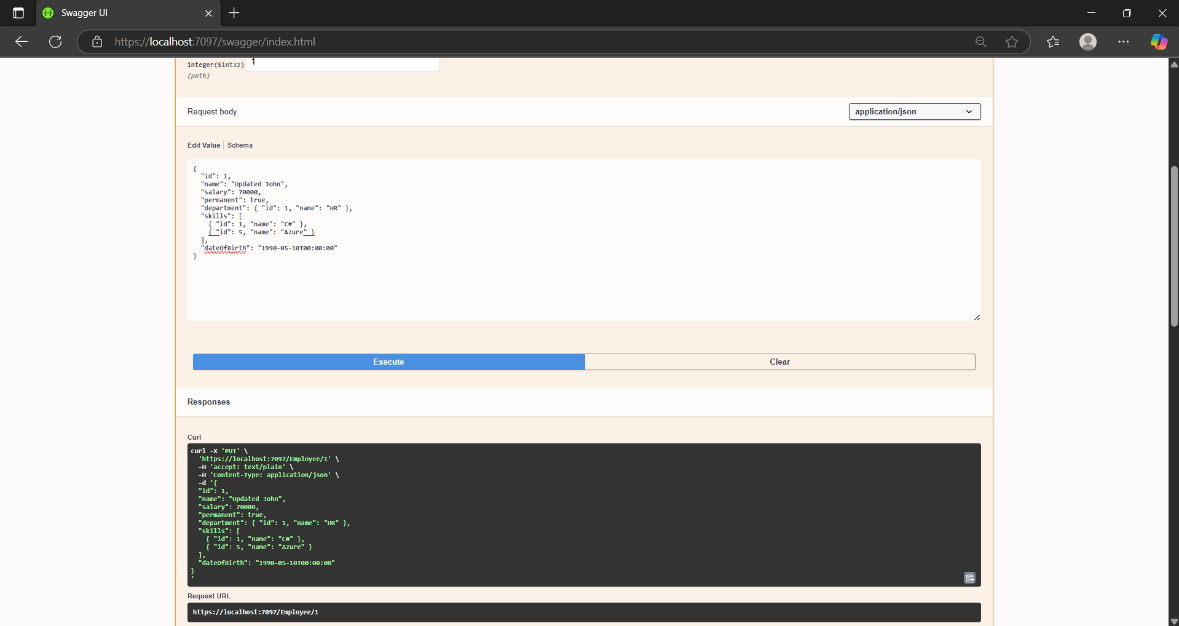 Swagger UI
https://localhost:7097/swagger/index.html
integer($int32)
1
(path)
Request body
application/json
Edit Value | Schema
{
"id": 1,
"name": "Updated John",
"salary": 70000,
"permanent": true,
"department": { "id": 1, "name": "HR" },
"skills": [
{ "id": 1, "name": "C#" },
{ "id": 5, "name": "Azure" }
],
"dateOfBirth": "1990-05-10T00:00:00"
}
Execute
Clear
Responses
Curl
curl -X 'PUT' \
'https://localhost:7097/Employee/1' \
-H 'accept: text/plain' \
-H 'Content-Type: application/json' \
-d '{
"id": 1,
"name": "Updated John",
"salary": 70000,
"permanent": true,
"department": { "id": 1, "name": "HR" },
"skills": [
{ "id": 1, "name": "C#" },
{ "id": 5, "name": "Azure" }
],
"dateOfBirth": "1990-05-10T00:00:00"
}
'
Request URL
https://localhost:7097/Employee/1